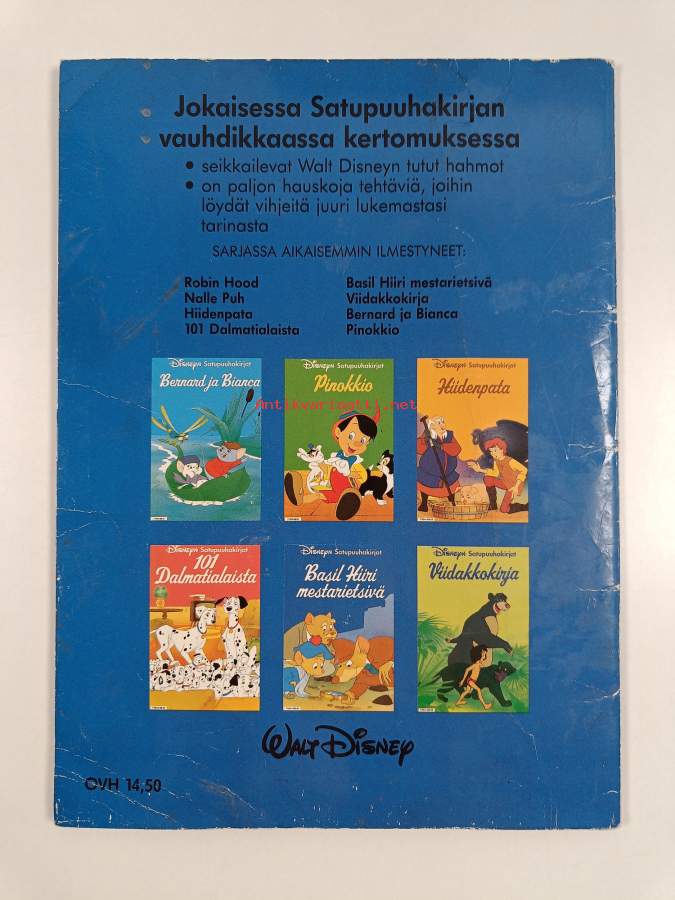 Jokaisessa Satupuuhakirjan
vauhdikkaassa kertomuksessa
• seikkailevat Walt Disneyn tutut hahmot
• on paljon hauskoja tehtäviä, joihin
löydät vihjeitä juuri lukemastasi
tarinasta
SARJASSA AIKAISEMMIN ILMESTYNEET:
Robin Hood
Nalle Puh
Hiidenpata
101 Dalmatialaista
Basil Hiiri mestarietsivä
Viidakkokirja
Bernard ja Bianca
Pinokkio
DISNEYN Satupuuhakirjat
Bernard ja Bianca
DISNEYN Satupuuhakirjat
Pinokkio
DISNEYN Satupuuhakirjat
Hiidenpata
Antikvariaatti.net
DISNEYN Satupuuhakirjat
101
Dalmatialaista
DISNEYN Satupuuhakirjat
Basil Hiiri
mestarietsivä
DISNEYN Satupuuhakirjat
Viidakkokirja
WALT DISNEY
OVH 14,50